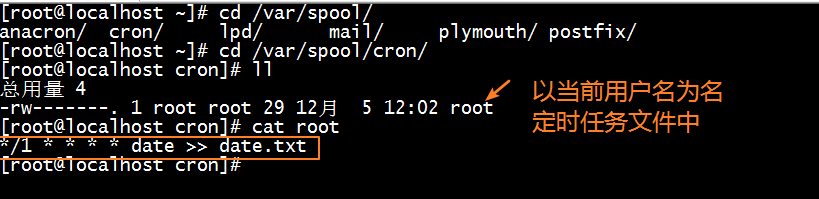 [root@localhost ~]# cd /var/spool/
anacron/ cron/ lpd/ mail/ plymouth/ postfix/
[root@localhost ~]# cd /var/spool/cron/
[root@localhost cron]# ll
总用量 4
-rw-------. 1 root root 29 12月 5 12:02 root
[root@localhost cron]# cat root
*/1 * * * * date >> date.txt
[root@localhost cron]#
以当前用户名为名
定时任务文件中